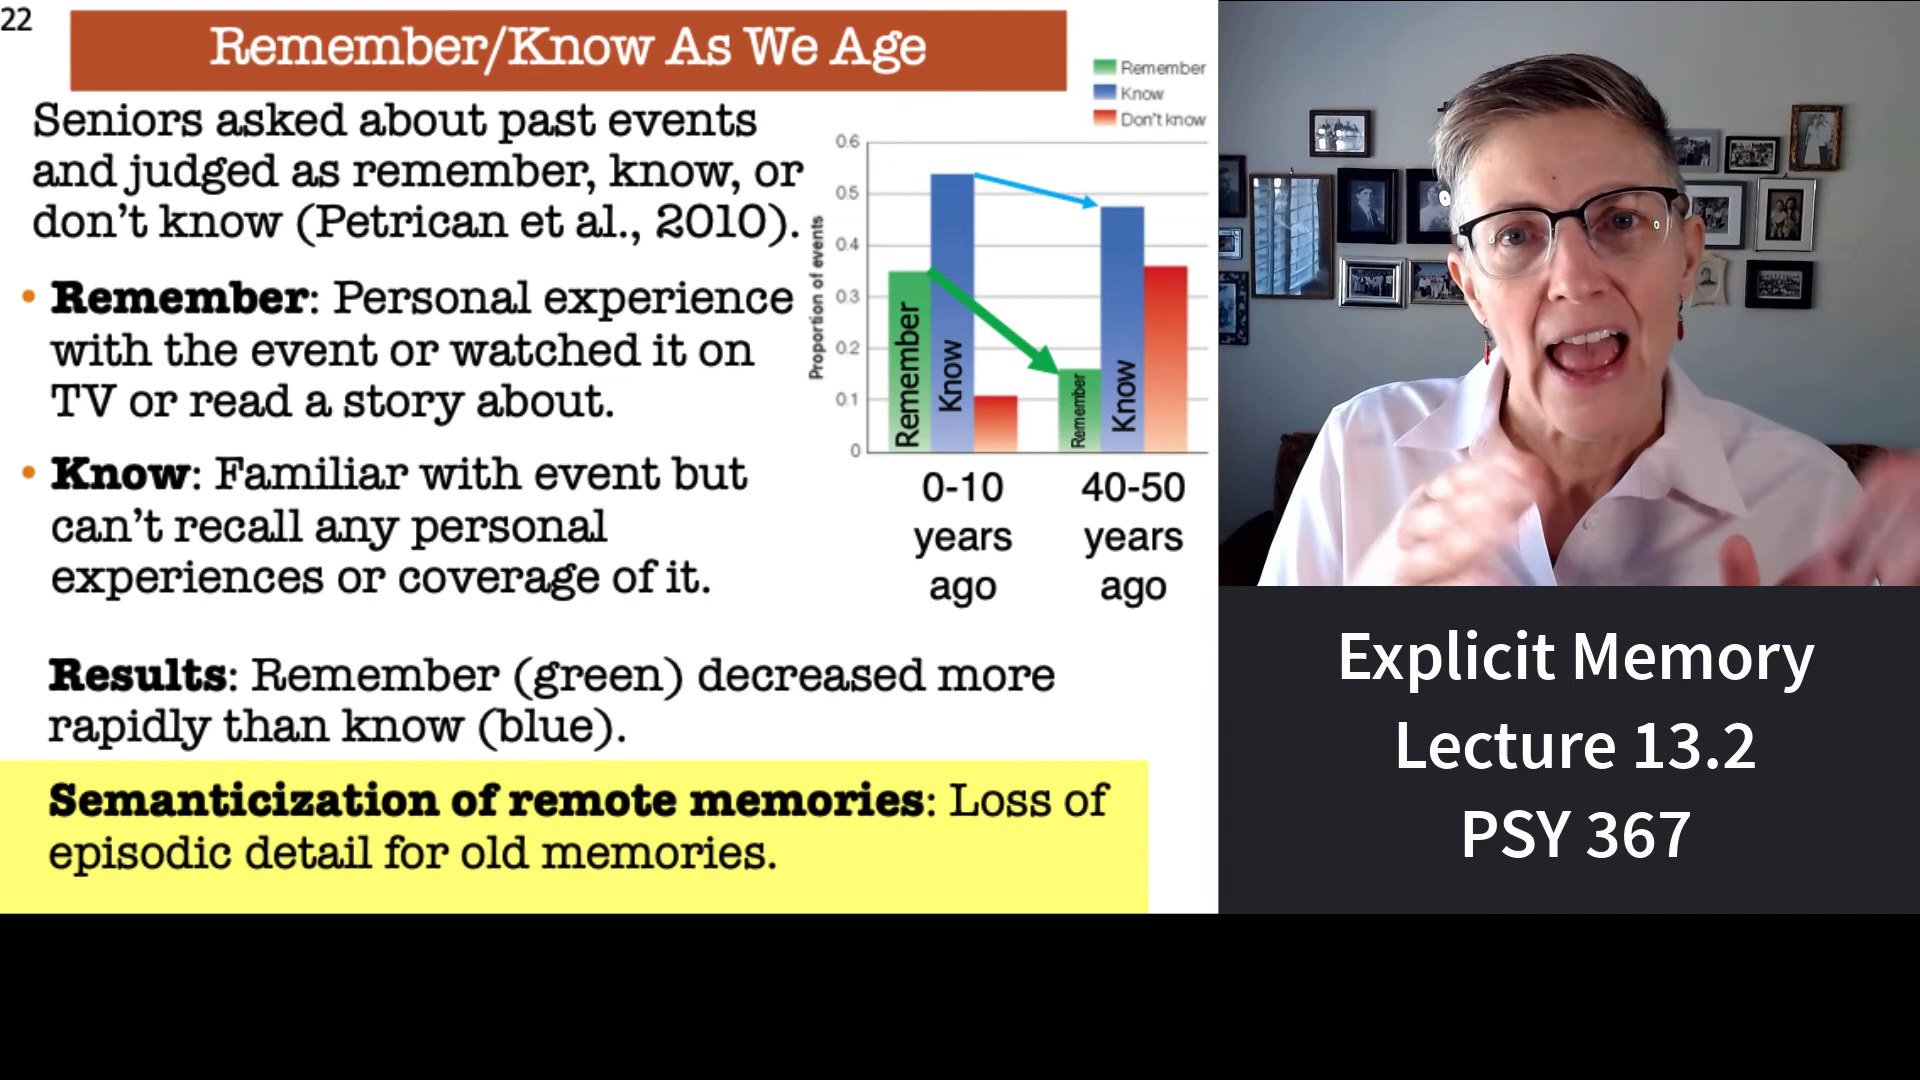 22
Remember/Know As We Age
Seniors asked about past events
and judged as remember, know, or
don't know (Petrican et al., 2010).
• Remember: Personal experience
with the event or watched it on
TV or read a story about.
• Know: Familiar with event but
can't recall any personal
experiences or coverage of it.
Results: Remember (green) decreased more
rapidly than know (blue).
Semanticization of remote memories: Loss of
episodic detail for old memories.
Remember
Know
Don't know
Proportion of events
0.6
0.5
0.4
0.3
0.2
0.1
0
Remember
Know
Remember
Know
0-10
years
ago
40-50
years
ago
Explicit Memory
Lecture 13.2
PSY 367